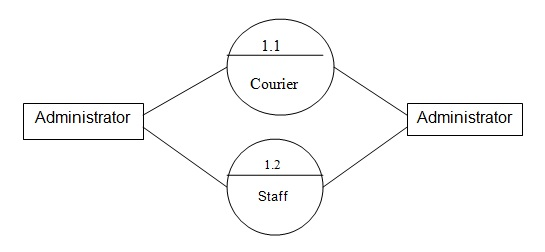 1.1
Courier
Administrator
Administrator
1.2
Staff